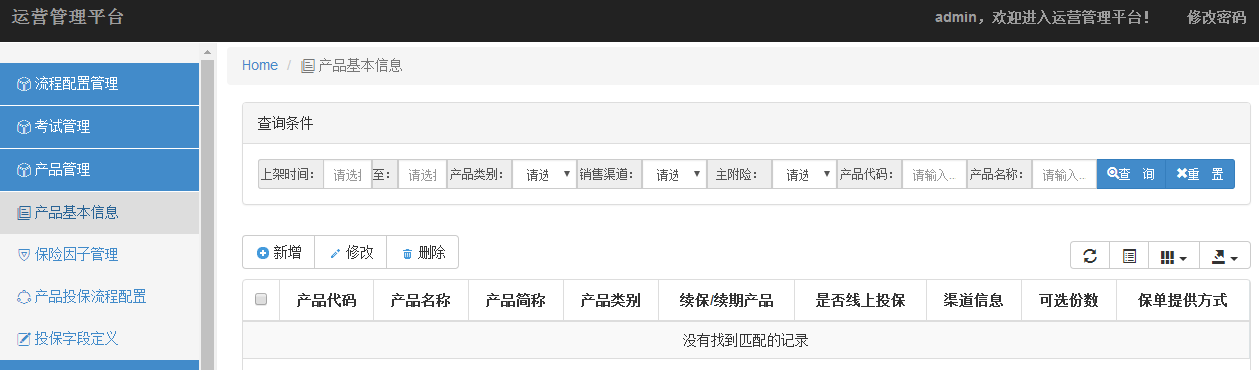 运营管理平台
admin，欢迎进入运营管理平台！ 修改密码
流程配置管理
考试管理
产品管理
产品基本信息
保险因子管理
产品投保流程配置
投保字段定义
Home / 产品基本信息
查询条件
上架时间： 请选 至： 请选 产品类别： 请选 销售渠道： 请选 主附险： 请选 产品代码： 请输入.. 产品名称： 请输入.. 查 询 重 置
新增 修改 删除
产品代码 产品名称 产品简称 产品类别 续保/续期产品 是否线上投保 渠道信息 可选份数 保单提供方式
没有找到匹配的记录